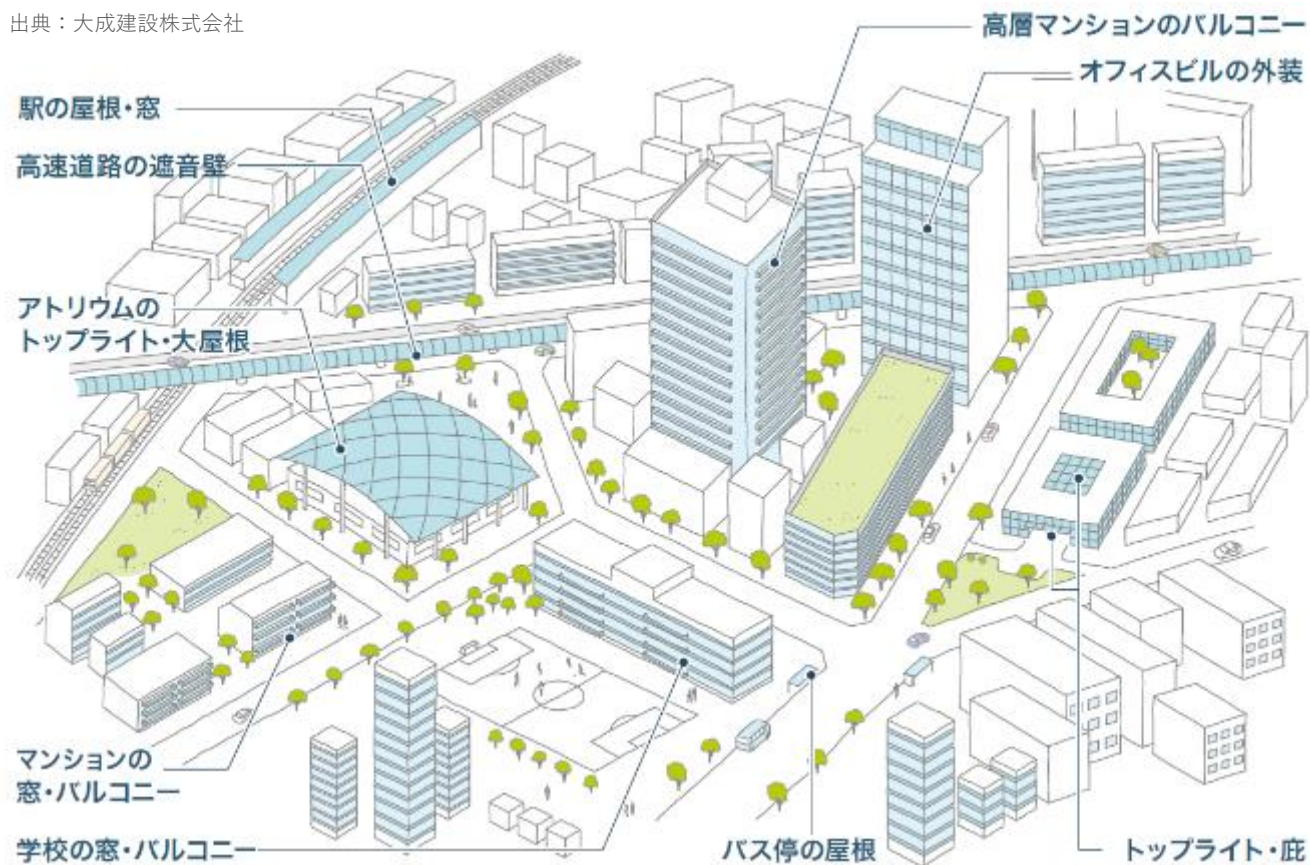 出典：大成建設株式会社
高層マンションのバルコニー
オフィスビルの外装
駅の屋根・窓
高速道路の遮音壁
アトリウムの
トップライト・大屋根
マンションの
窓・バルコニー
学校の窓・バルコニー
バス停の屋根
トップライト・庇